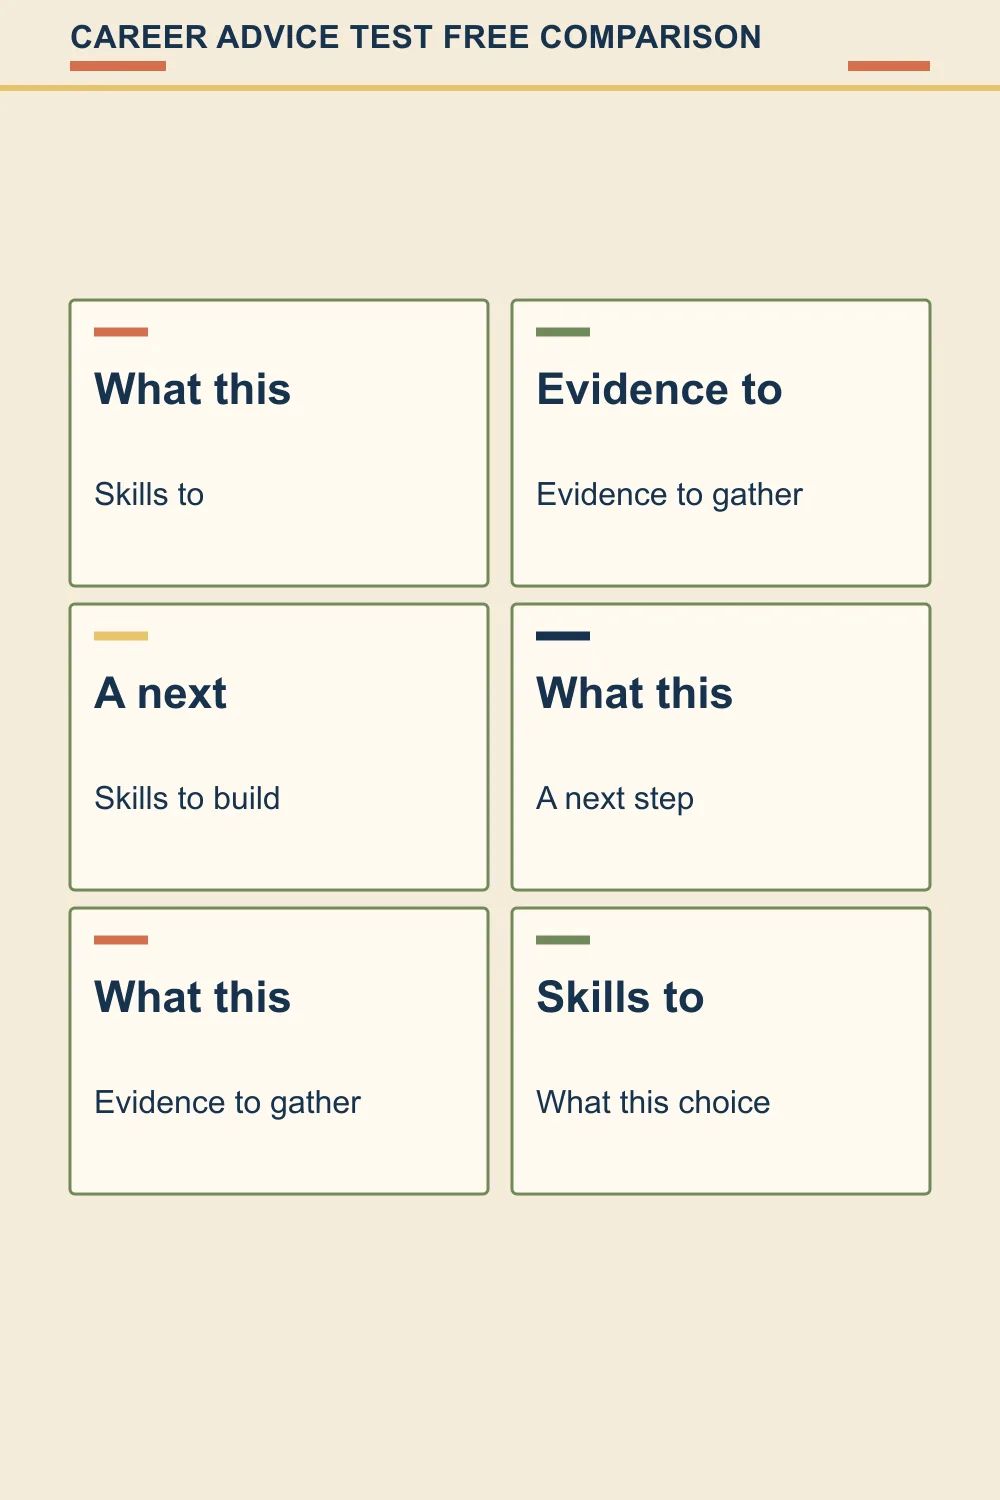 CAREER ADVICE TEST FREE COMPARISON
What this
Skills to
Evidence to
Evidence to gather
A next
Skills to build
What this
A next step
What this
Evidence to gather
Skills to
What this choice